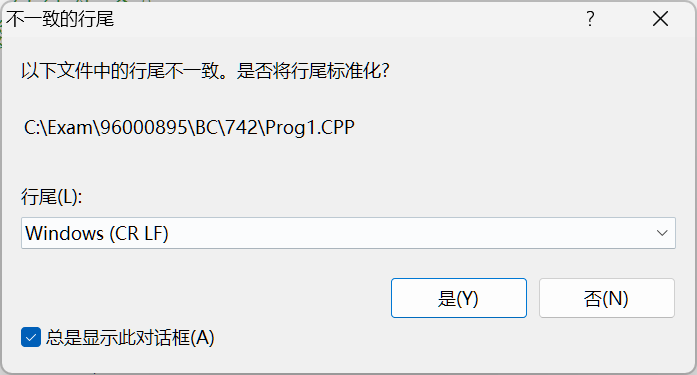 不一致的行尾
以下文件中的行尾不一致。是否将行尾标准化?
C:\Exam\96000895\BC\742\Prog1.CPP
行尾(L):
Windows (CR LF)
是(Y) 否(N)
总是显示此对话框(A)